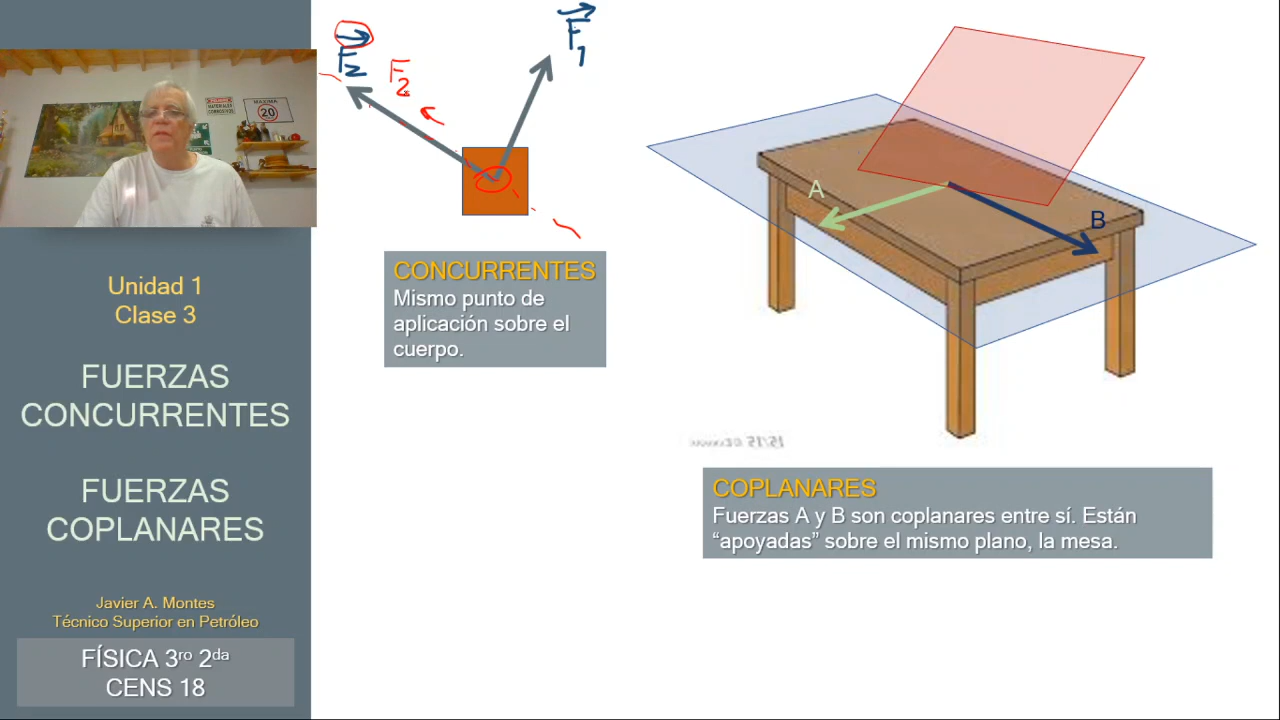 MAXIMA
20
Unidad 1
Clase 3
FUERZAS
CONCURRENTES
FUERZAS
COPLANARES
Javier A. Montes
Técnico Superior en Petróleo
FÍSICA 3ro 2da
CENS 18
F2
F2
F1
CONCURRENTES
Mismo punto de
aplicación sobre el
cuerpo.
A
B
COPLANARES
Fuerzas A y B son coplanares entre sí. Están
“apoyadas” sobre el mismo plano, la mesa.